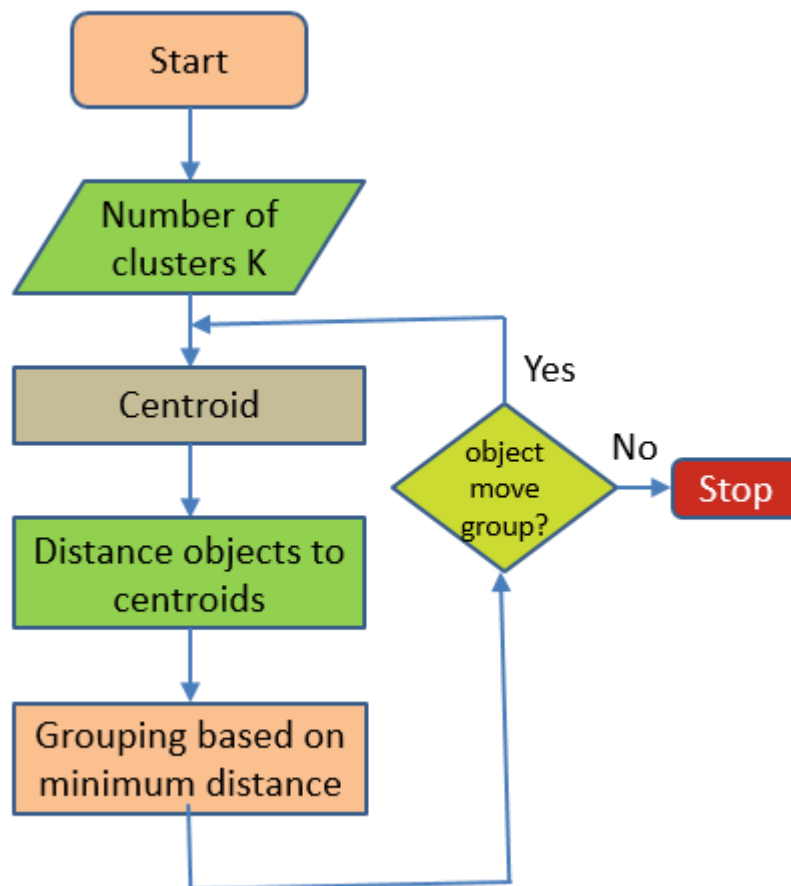 Start
Number of
clusters K
Centroid
Distance objects to
centroids
Grouping based on
minimum distance
object
move
group?
Yes
No
Stop